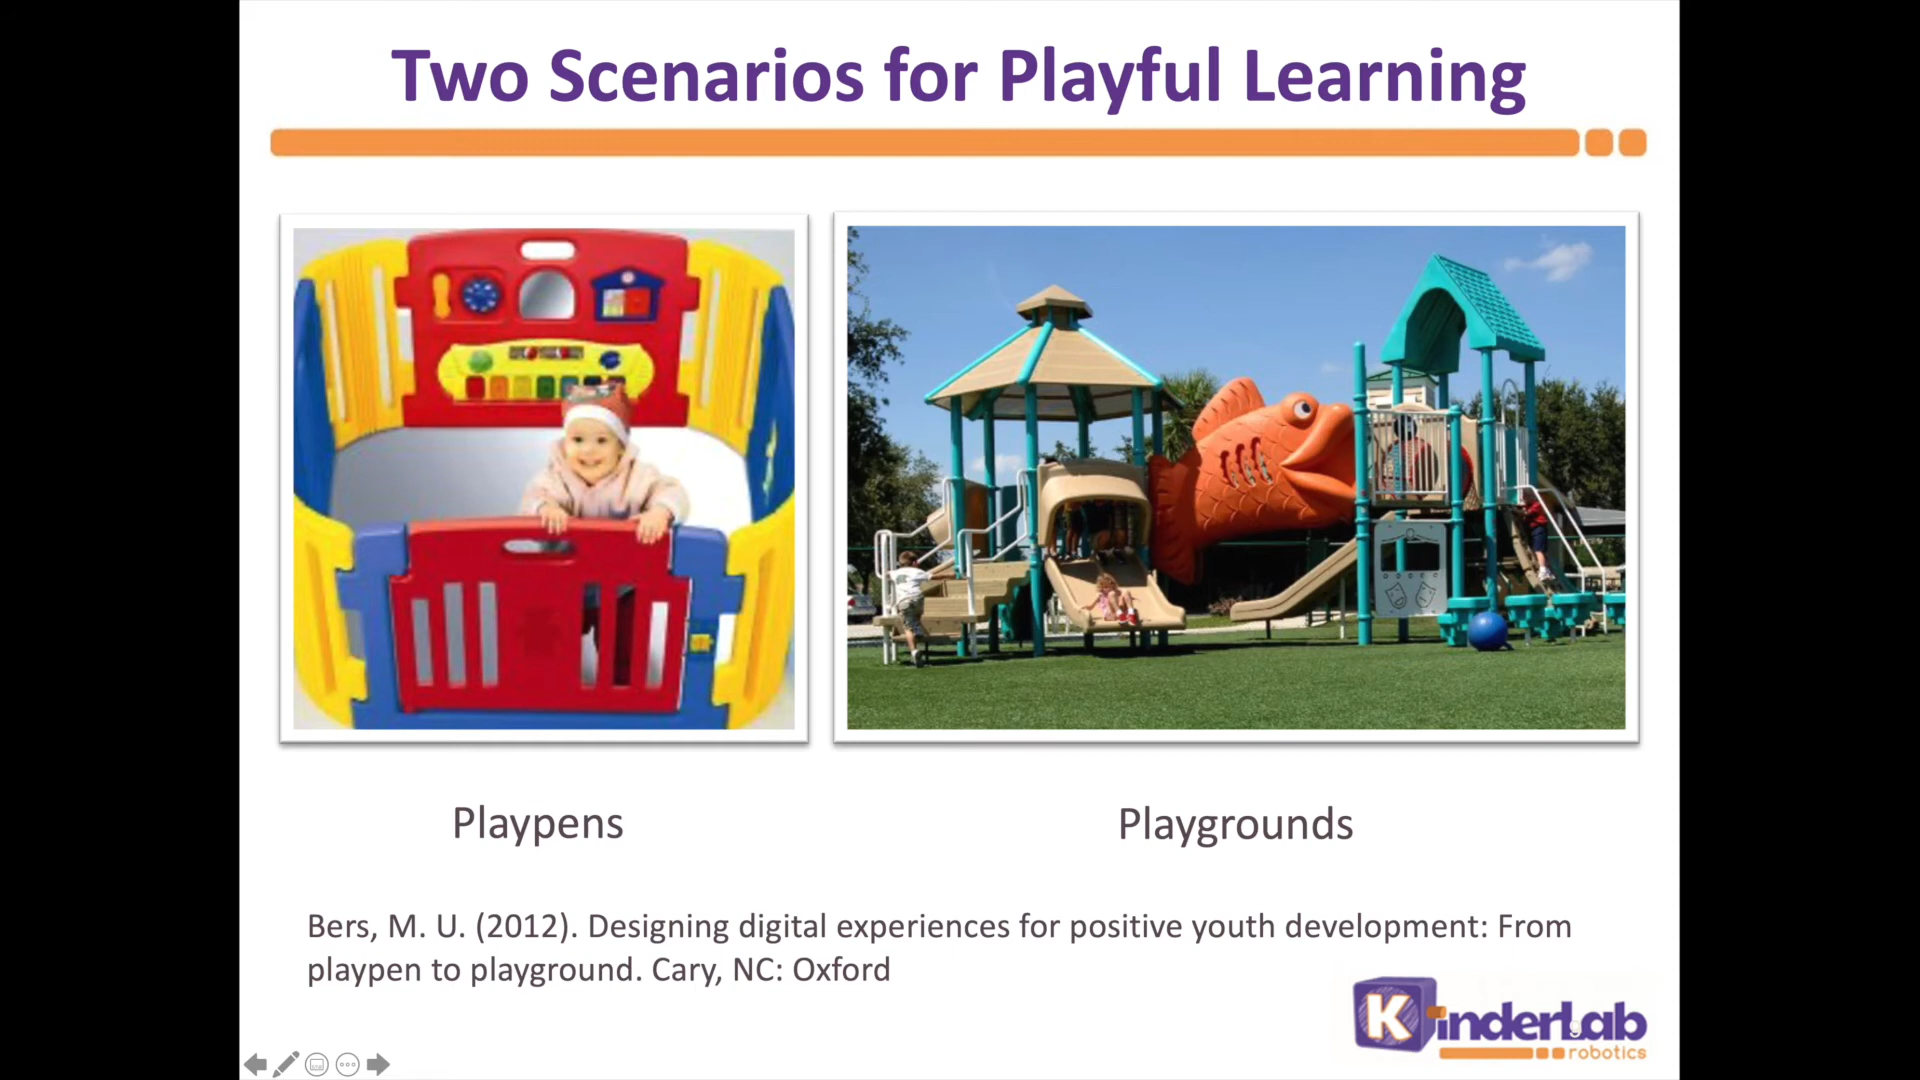 Two Scenarios for Playful Learning
Playpens
Playgrounds
Bers, M. U. (2012). Designing digital experiences for positive youth development: From
playpen to playground. Cary, NC: Oxford
KinderLab
robotics
9